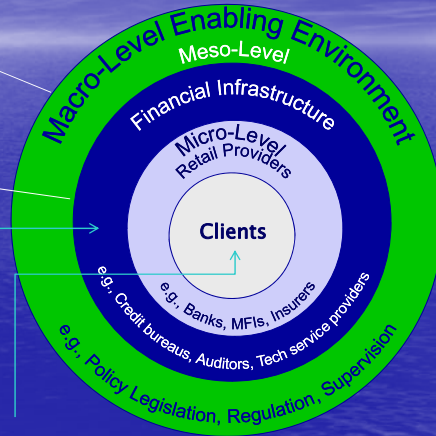 Macro-Level Enabling Environment
Meso-Level
Financial Infrastructure
Micro-Level
Retail Providers
Clients
e.g., Banks, MFIs, Insurers
e.g., Credit bureaus, Auditors, Tech service providers
e.g., Policy Legislation, Regulation, Supervision